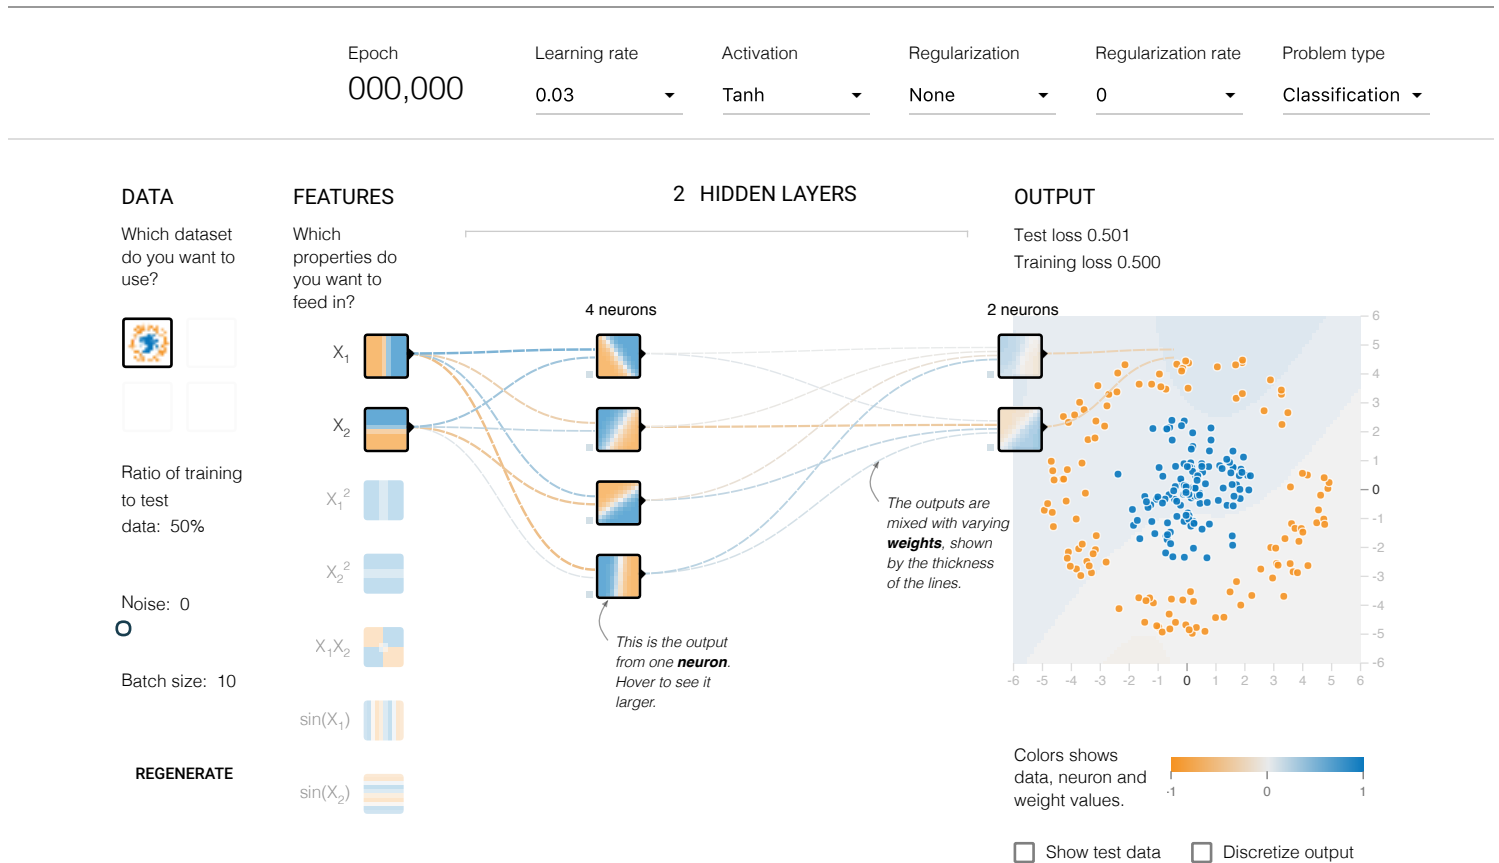 Epoch
000,000
Learning rate
0.03
Activation
Tanh
Regularization
None
Regularization rate
0
Problem type
Classification
DATA
Which dataset
do you want to
use?
Ratio of training
to test
data: 50%
Noise: 0
Batch size: 10
REGENERATE
FEATURES
Which
properties do
you want to
feed in?
X1
X2
X1²
X2²
X1X2
sin(X1)
sin(X2)
2 HIDDEN LAYERS
4 neurons
2 neurons
This is the output
from one neuron.
Hover to see it
larger.
The outputs are
mixed with varying
weights, shown
by the thickness
of the lines.
OUTPUT
Test loss 0.501
Training loss 0.500
6
5
4
3
2
1
0
-1
-2
-3
-4
-5
-6
-6 -5 -4 -3 -2 -1 0 1 2 3 4 5 6
Colors shows
data, neuron and
weight values.
-1 0 1
Show test data
Discretize output